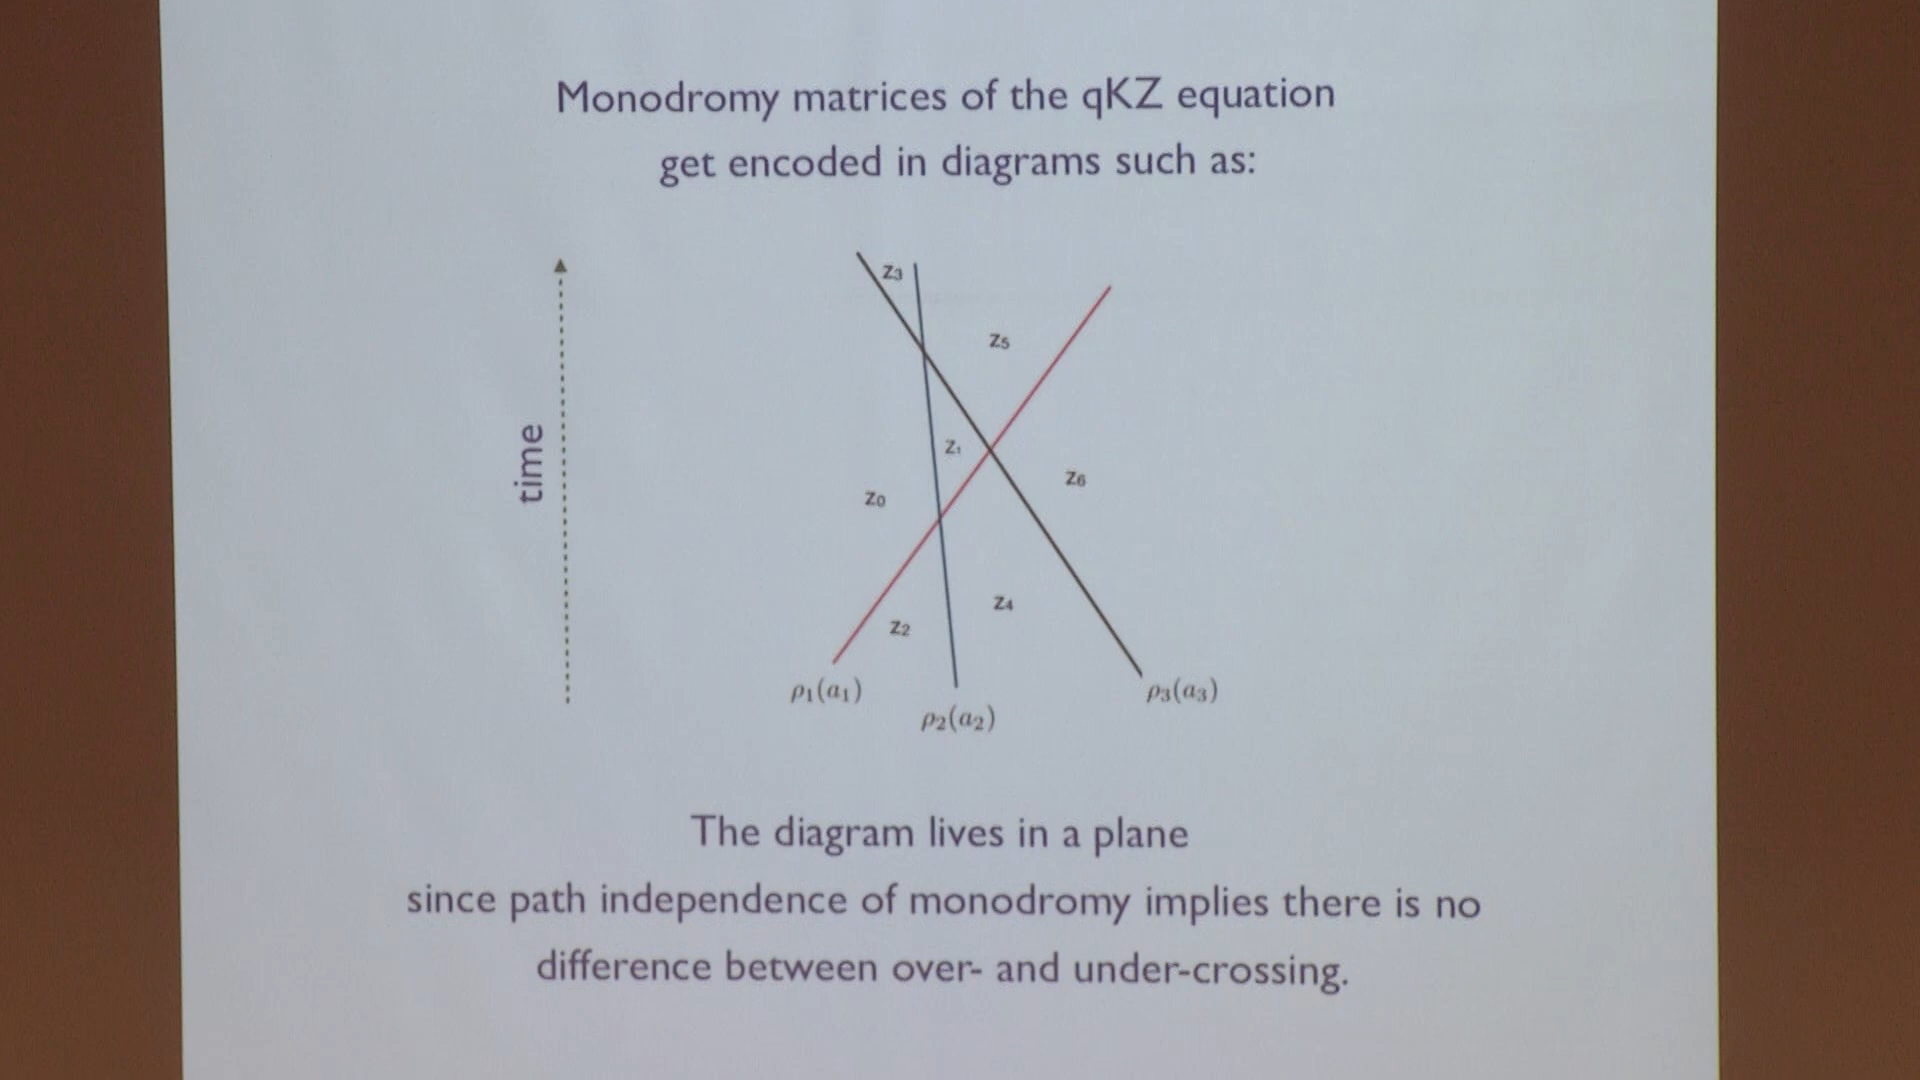 Monodromy matrices of the qKZ equation
get encoded in diagrams such as:
time
z₃
z₅
z₁
z₆
z₀
z₄
z₂
ρ₁(a₁)
ρ₂(a₂)
ρ₃(a₃)
The diagram lives in a plane
since path independence of monodromy implies there is no
difference between over- and under-crossing.